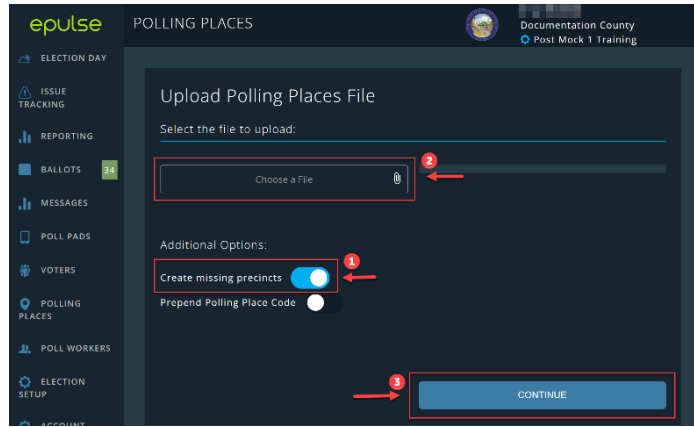 epulse
POLLING PLACES
Documentation County
Post Mock 1 Training
ELECTION DAY
ISSUE
TRACKING
REPORTING
BALLOTS 34
MESSAGES
POLL PADS
VOTERS
POLLING
PLACES
POLL WORKERS
ELECTION
SETUP
ACCOUNT
Upload Polling Places File
Select the file to upload:
Choose a File
2
Additional Options:
1
Create missing precincts
Prepend Polling Place Code
3
CONTINUE